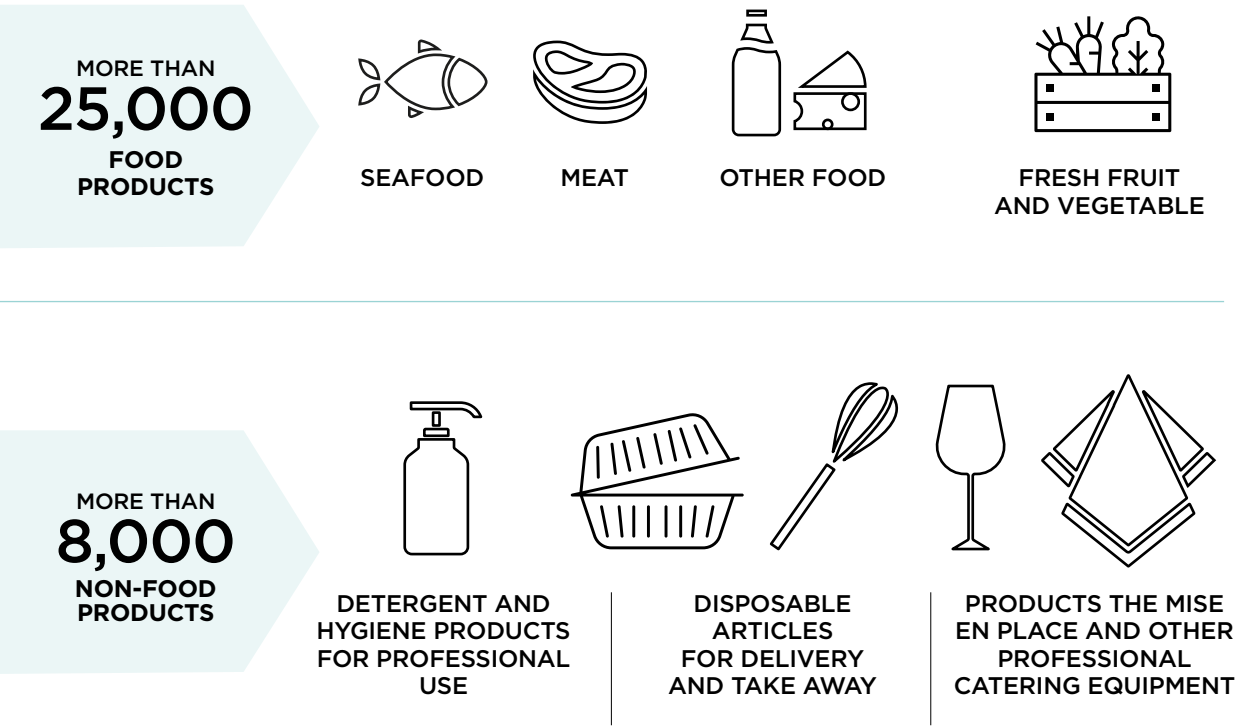 MORE THAN
25,000
FOOD
PRODUCTS
SEAFOOD
MEAT
OTHER FOOD
FRESH FRUIT
AND VEGETABLE
MORE THAN
8,000
NON-FOOD
PRODUCTS
DETERGENT AND
HYGIENE PRODUCTS
FOR PROFESSIONAL
USE
DISPOSABLE
ARTICLES
FOR DELIVERY
AND TAKE AWAY
PRODUCTS THE MISE
EN PLACE AND OTHER
PROFESSIONAL
CATERING EQUIPMENT